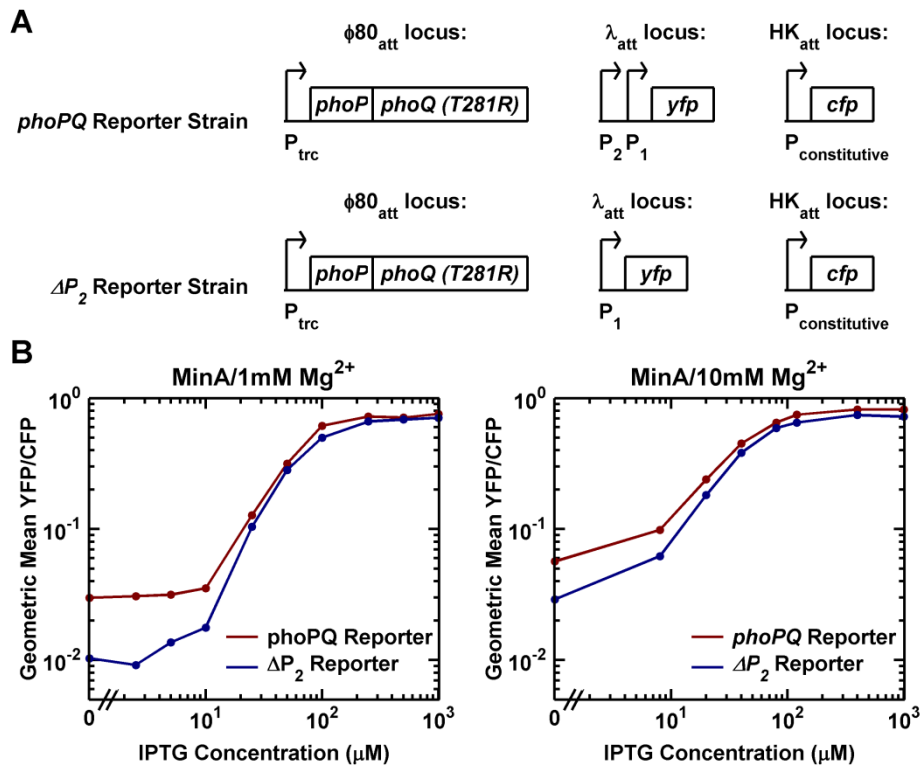 A
ϕ80att locus: λatt locus: HKatt locus:
phoPQ Reporter Strain phoP phoQ (T281R) yfp cfp
Ptrc P2 P1 Pconstitutive
ϕ80att locus: λatt locus: HKatt locus:
ΔP2 Reporter Strain phoP phoQ (T281R) yfp cfp
Ptrc P1 Pconstitutive
B
MinA/1mM Mg2+
Geometric Mean YFP/CFP
10^0
10^-1
10^-2
phoPQ Reporter
ΔP2 Reporter
0 10^1 10^2 10^3
IPTG Concentration (μM)
MinA/10mM Mg2+
Geometric Mean YFP/CFP
10^0
10^-1
10^-2
phoPQ Reporter
ΔP2 Reporter
0 10^1 10^2 10^3
IPTG Concentration (μM)